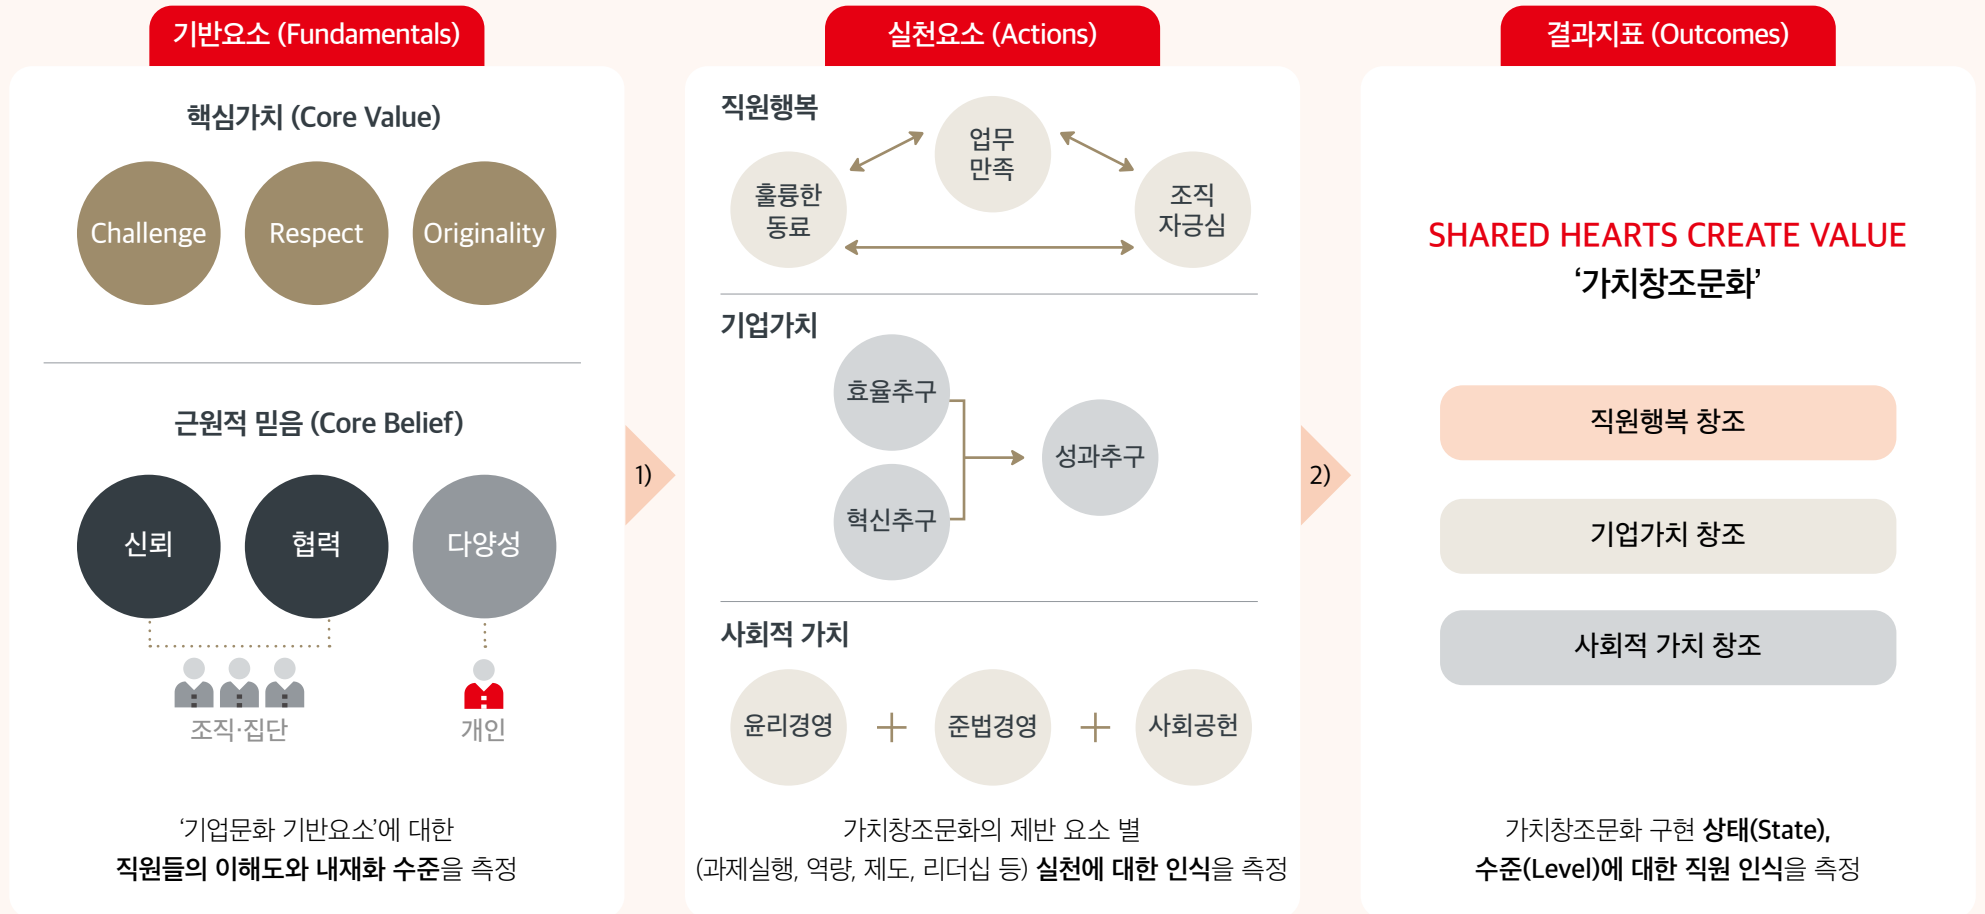 기반요소 (Fundamentals)
핵심가치 (Core Value)
Challenge
Respect
Originality
근원적 믿음 (Core Belief)
신뢰
협력
다양성
조직·집단
개인
‘기업문화 기반요소’에 대한
직원들의 이해도와 내재화 수준을 측정
1)
실천요소 (Actions)
직원행복
업무
만족
훌륭한
동료
조직
자긍심
기업가치
효율추구
혁신추구
성과추구
사회적 가치
윤리경영
+
준법경영
+
사회공헌
가치창조문화의 제반 요소 별
(과제실행, 역량, 제도, 리더십 등) 실천에 대한 인식을 측정
2)
결과지표 (Outcomes)
SHARED HEARTS CREATE VALUE
‘가치창조문화’
직원행복 창조
기업가치 창조
사회적 가치 창조
가치창조문화 구현 상태(State),
수준(Level)에 대한 직원 인식을 측정